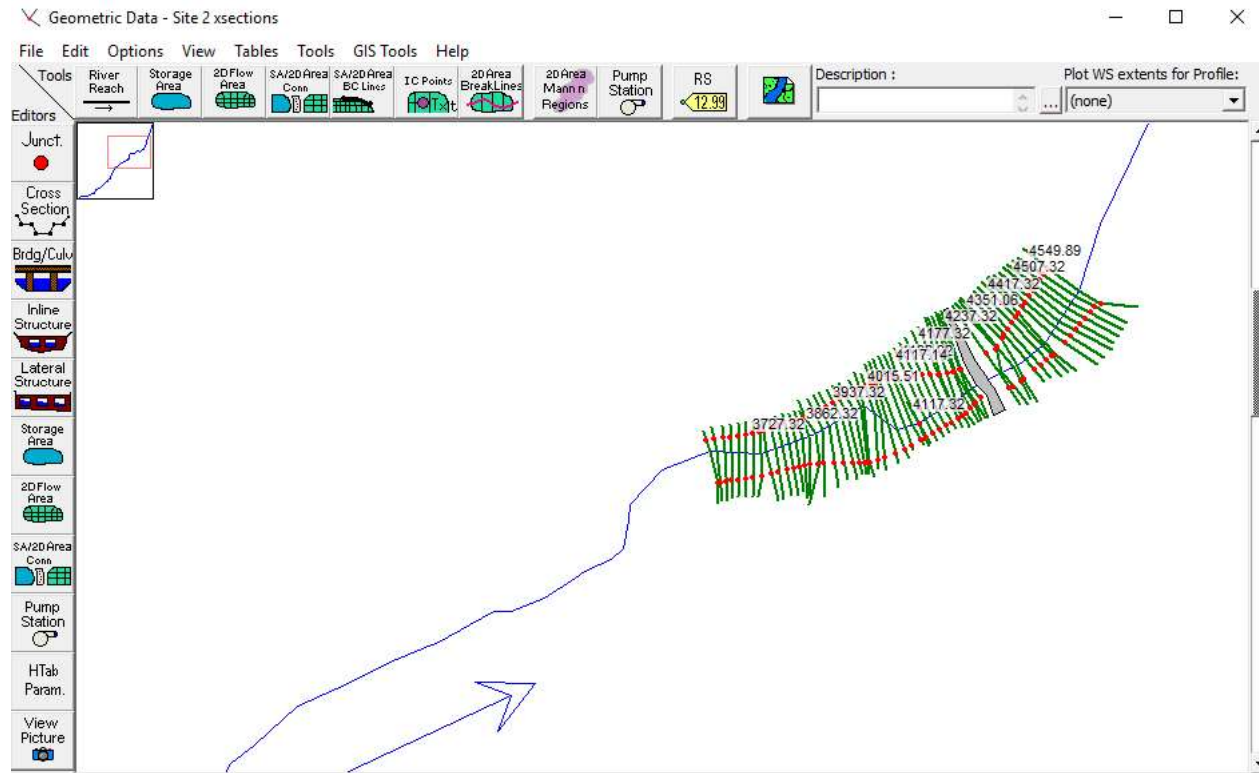 Geometric Data - Site 2 xsections
File Edit Options View Tables Tools GIS Tools Help
Tools
Editors
River
Reach
Storage
Area
2D Flow
Area
SA/2D Area
Conn
SA/2D Area
BC Lines
IC Points
2D Area
BreakLines
2D Area
Mann n
Regions
Pump
Station
RS
12.99
Description :
...
Plot WS extents for Profile:
(none)
Junct.
Cross
Section
Brdg/Culv
Inline
Structure
Lateral
Structure
Storage
Area
2D Flow
Area
SA/2D Area
Conn
Pump
Station
HTab
Param.
View
Picture
4549.89
4507.32
4417.32
4351.06
4237.32
4177.32
4117.14
4015.51
3937.32
4117.32
3862.32
3727.32